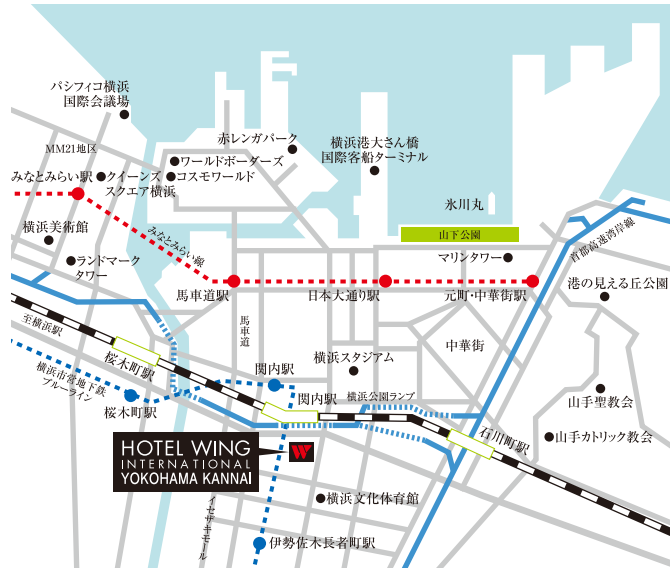 パシフィコ横浜
国際会議場
MM21地区
みなとみらい駅
クイーンズ
スクエア横浜
ワールドボーダーズ
コスモワールド
赤レンガパーク
横浜港大さん橋
国際客船ターミナル
氷川丸
山下公園
首都高速湾岸線
横浜美術館
みなとみらい線
ランドマーク
タワー
マリンタワー
馬車道駅
日本大通り駅
元町・中華街駅
港の見える丘公園
至横浜駅
馬車道
桜木町駅
横浜スタジアム
中華街
関内駅
横浜市営地下鉄
ブルーライン
桜木町駅
関内駅
横浜公園ランプ
山手聖教会
石川町駅
山手カトリック教会
HOTEL WING
INTERNATIONAL
YOKOHAMA KANNAI
W
横浜文化体育館
イセザキモール
伊勢佐木長者町駅